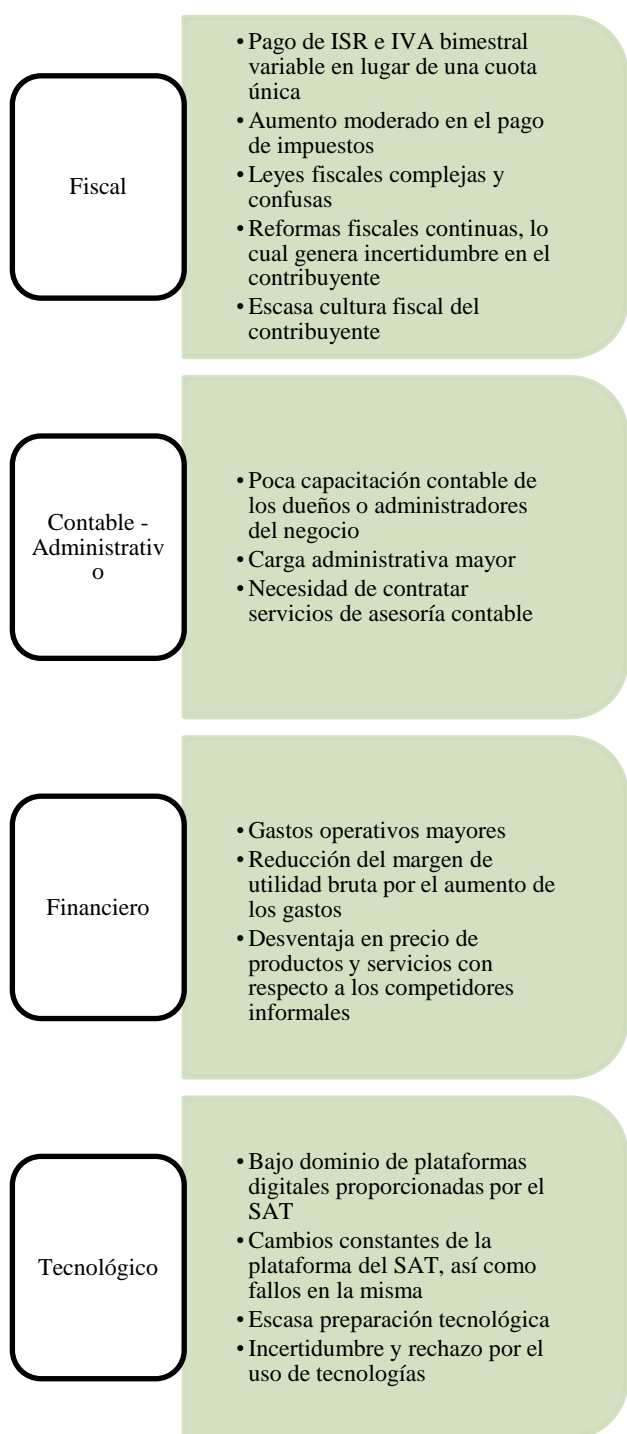 Fiscal
• Pago de ISR e IVA bimestral
variable en lugar de una cuota
única
• Aumento moderado en el pago
de impuestos
• Leyes fiscales complejas y
confusas
• Reformas fiscales continuas, lo
cual genera incertidumbre en el
contribuyente
• Escasa cultura fiscal del
contribuyente
Contable -
Administrativ
o
• Poca capacitación contable de
los dueños o administradores
del negocio
• Carga administrativa mayor
• Necesidad de contratar
servicios de asesoría contable
Financiero
• Gastos operativos mayores
• Reducción del margen de
utilidad bruta por el aumento de
los gastos
• Desventaja en precio de
productos y servicios con
respecto a los competidores
informales
Tecnológico
• Bajo dominio de plataformas
digitales proporcionadas por el
SAT
• Cambios constantes de la
plataforma del SAT, así como
fallos en la misma
• Escasa preparación tecnológica
• Incertidumbre y rechazo por el
uso de tecnologías